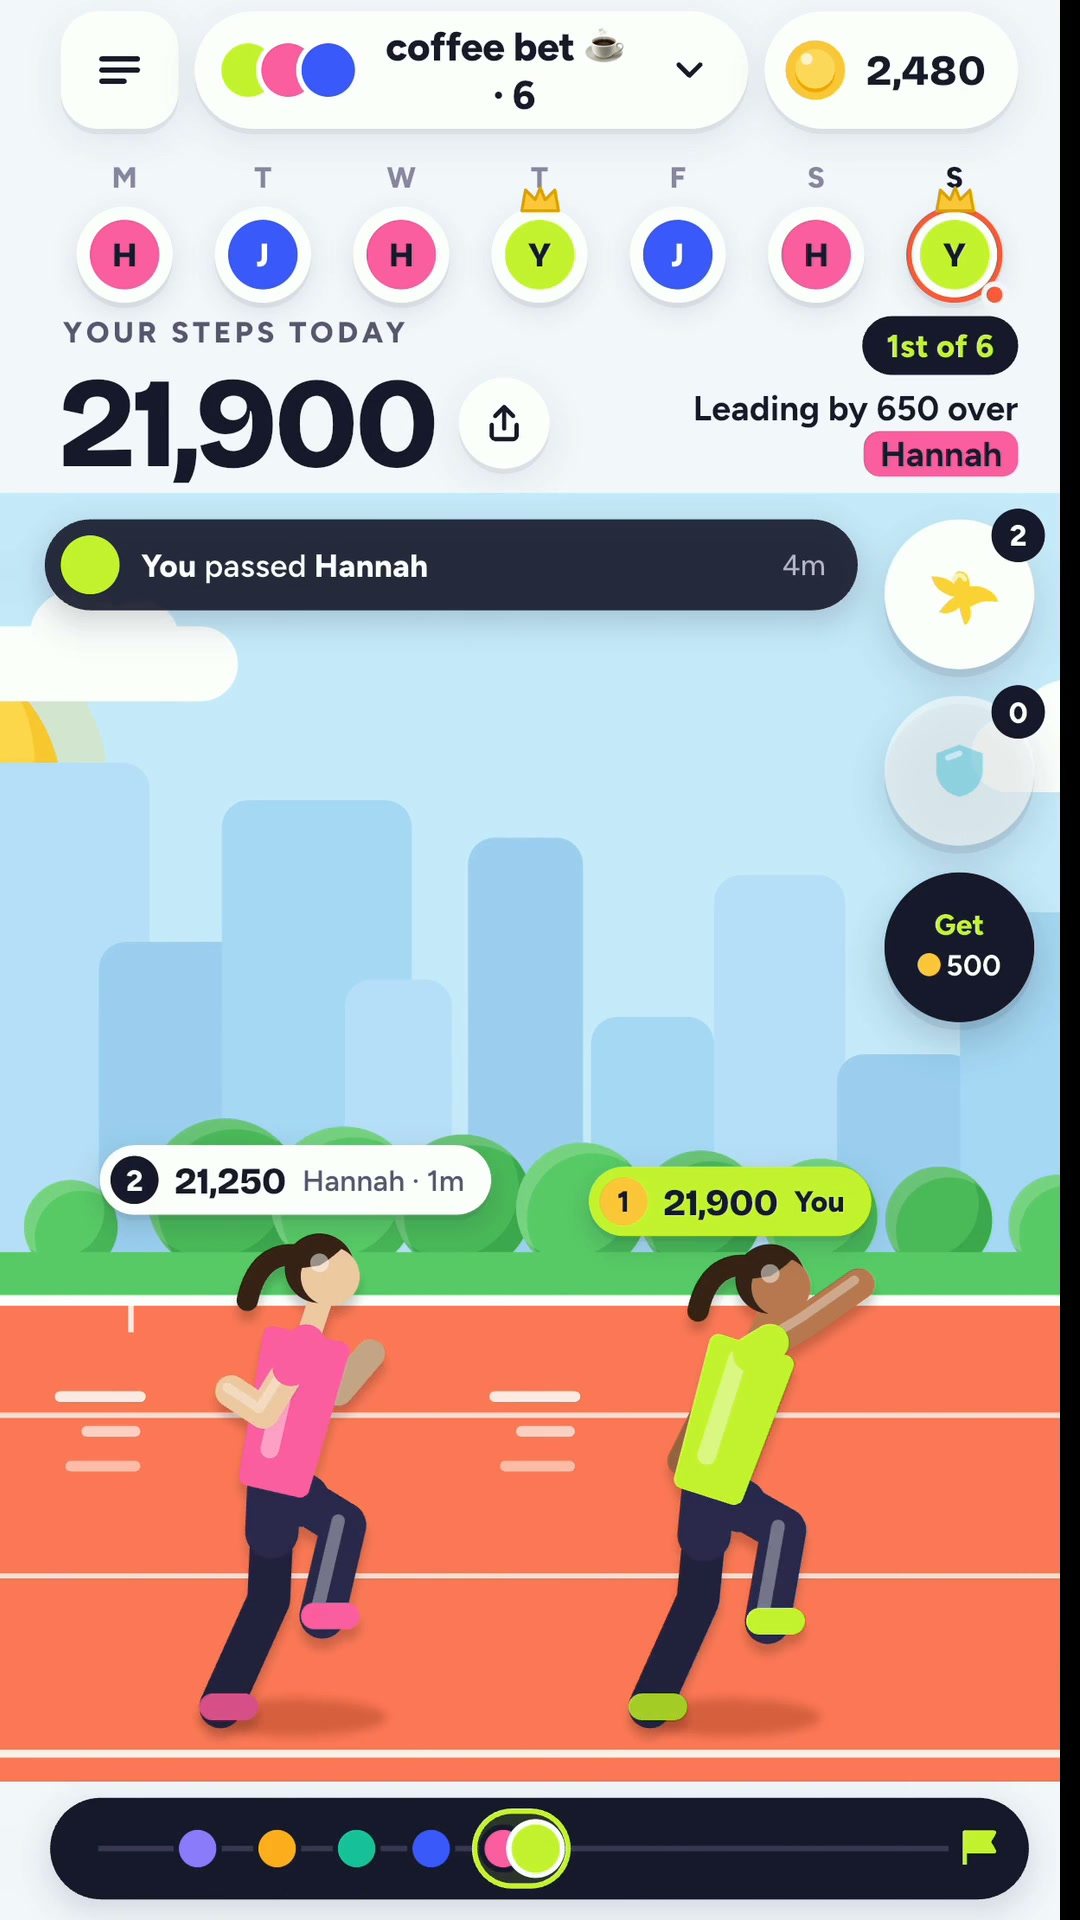 coffee bet ☕
· 6
2,480
M T W T F S S
H J H Y J H Y
YOUR STEPS TODAY
1st of 6
21,900
Leading by 650 over
Hannah
You passed Hannah 4m
2
0
Get
500
2 21,250 Hannah · 1m
1 21,900 You